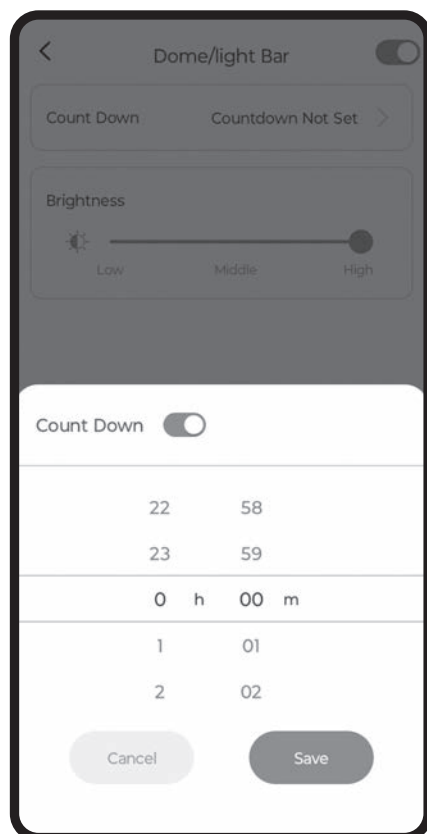 Dome/light Bar
Count Down Countdown Not Set
Brightness
Low Middle High
Count Down
22 58
23 59
0 h 00 m
1 01
2 02
Cancel Save